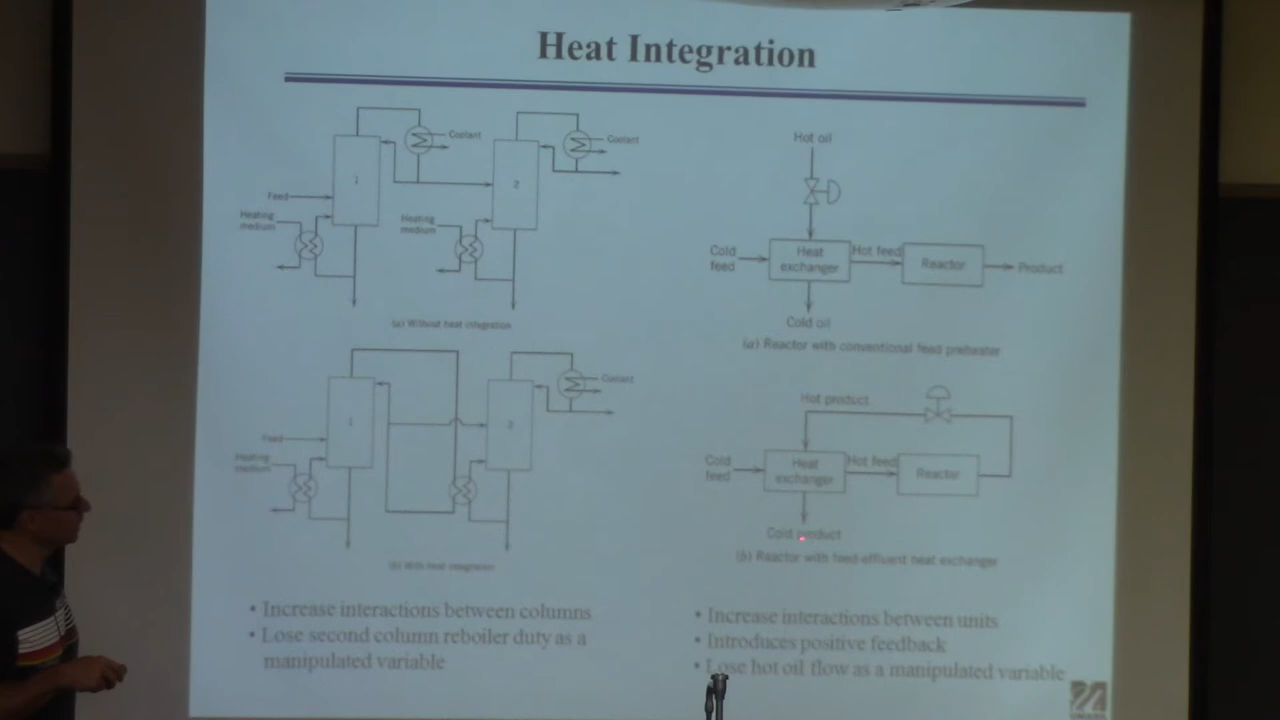 Heat Integration
Coolant
Coolant
1
2
Feed
Heating
medium
Heating
medium
(a) Without heat integration
Hot oil
Cold
feed
Heat
exchanger
Hot feed
Reactor
Product
Cold oil
(a) Reactor with conventional feed preheater
Coolant
1
2
Feed
Heating
medium
(b) With heat integration
Hot product
Cold
feed
Heat
exchanger
Hot feed
Reactor
Cold product
(b) Reactor with feed-effluent heat exchanger
• Increase interactions between columns
• Lose second column reboiler duty as a
manipulated variable
• Increase interactions between units
• Introduces positive feedback
• Lose hot oil flow as a manipulated variable